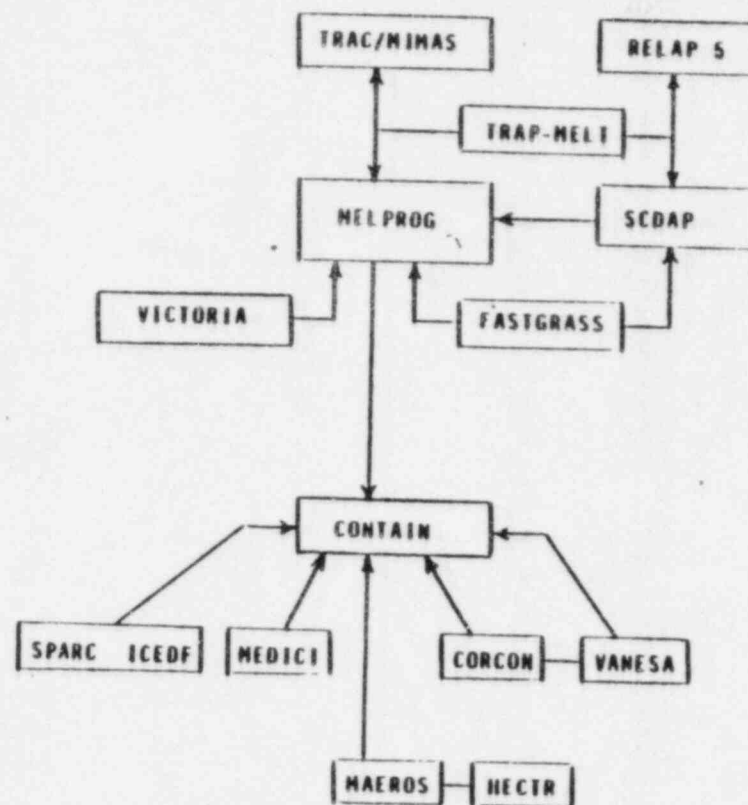 TRAC/MIMAS
RELAP 5
TRAP-MELT
MELPROG
SCDAP
VICTORIA
FASTGRASS
CONTAIN
SPARC ICEDF
MEDICI
CORCON
VANESA
MAEROS
HECTR